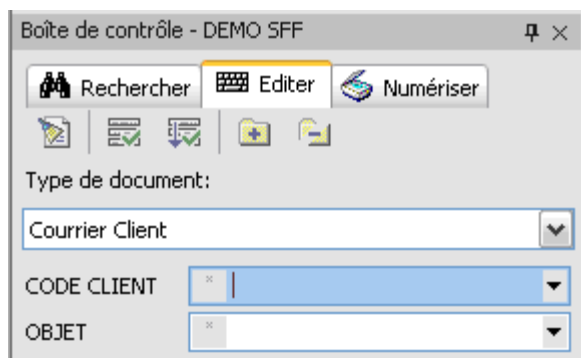 Boîte de contrôle - DEMO SFF
Rechercher Editer Numériser
Type de document:
Courrier Client
CODE CLIENT *
OBJET *